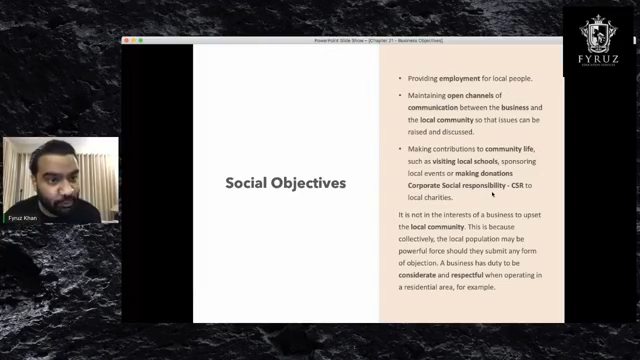 PowerPoint Slide Show - [Chapter 21 - Business Objectives]
FYRUZ
Fyruz Khan
Social Objectives
• Providing employment for local people.
• Maintaining open channels of
communication between the business and
the local community so that issues can be
raised and discussed.
• Making contributions to community life,
such as visiting local schools, sponsoring
local events or making donations
Corporate Social responsibility - CSR to
local charities.
It is not in the interests of a business to upset
the local community. This is because
collectively, the local population may be
powerful force should they submit any form
of objection. A business has duty to be
considerate and respectful when operating in
a residential area, for example.